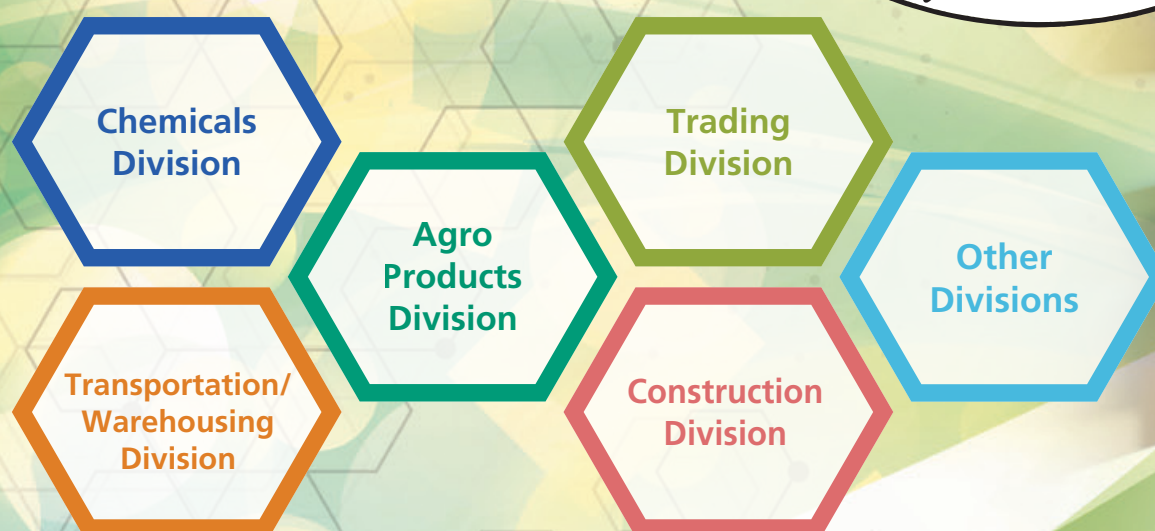 Chemicals
Division
Trading
Division
Agro
Products
Division
Other
Divisions
Transportation/
Warehousing
Division
Construction
Division